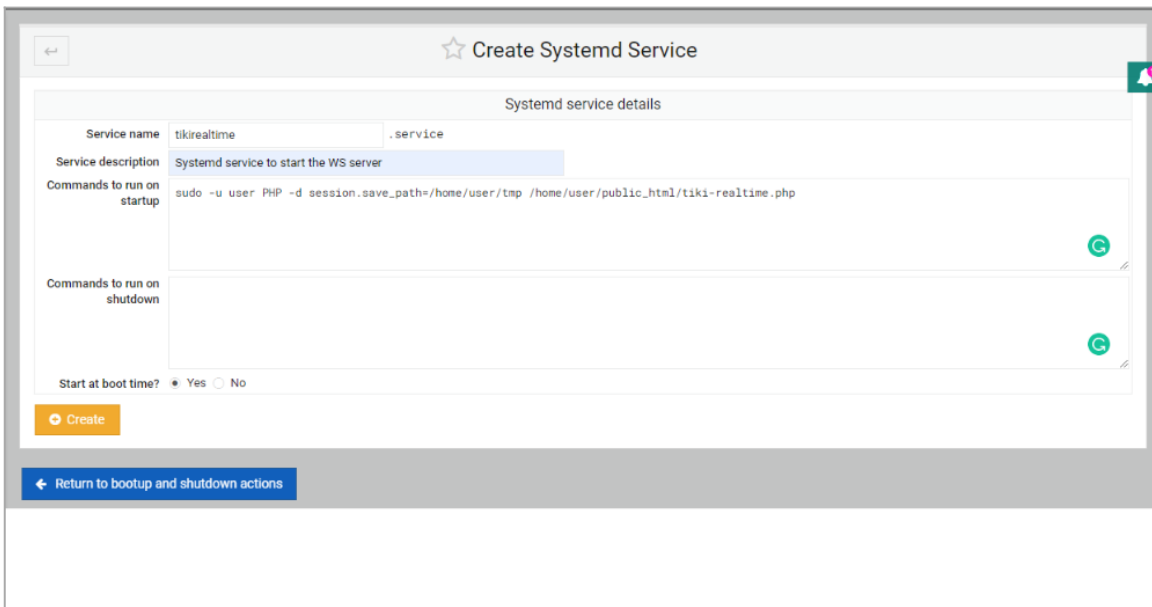 Create Systemd Service
Systemd service details
Service name tikirealtime .service
Service description Systemd service to start the WS server
Commands to run on
startup
sudo -u user PHP -d session.save_path=/home/user/tmp /home/user/public_html/tiki-realtime.php
Commands to run on
shutdown
Start at boot time? Yes No
Create
Return to bootup and shutdown actions